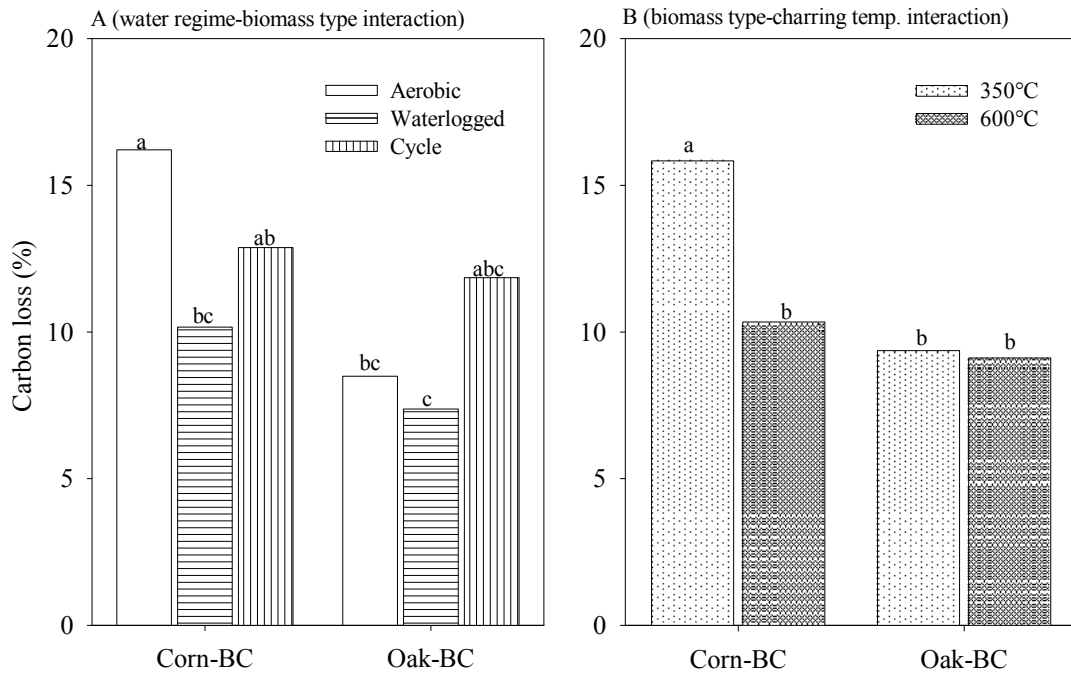 A (water regime-biomass type interaction)
20
15
10
5
0
Carbon loss (%)
Aerobic
Waterlogged
Cycle
a
bc
ab
bc
c
abc
Corn-BC
Oak-BC
B (biomass type-charring temp. interaction)
20
15
10
5
0
350°C
600°C
a
b
b
b
Corn-BC
Oak-BC